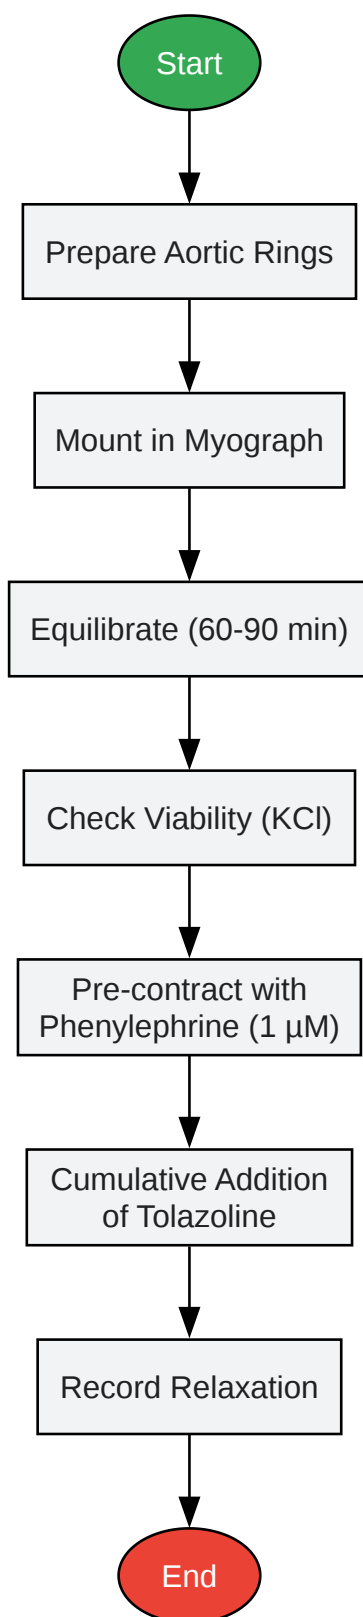 Start
Prepare Aortic Rings
Mount in Myograph
Equilibrate (60-90 min)
Check Viability (KCl)
Pre-contract with
Phenylephrine (1 µM)
Cumulative Addition
of Tolazoline
Record Relaxation
End